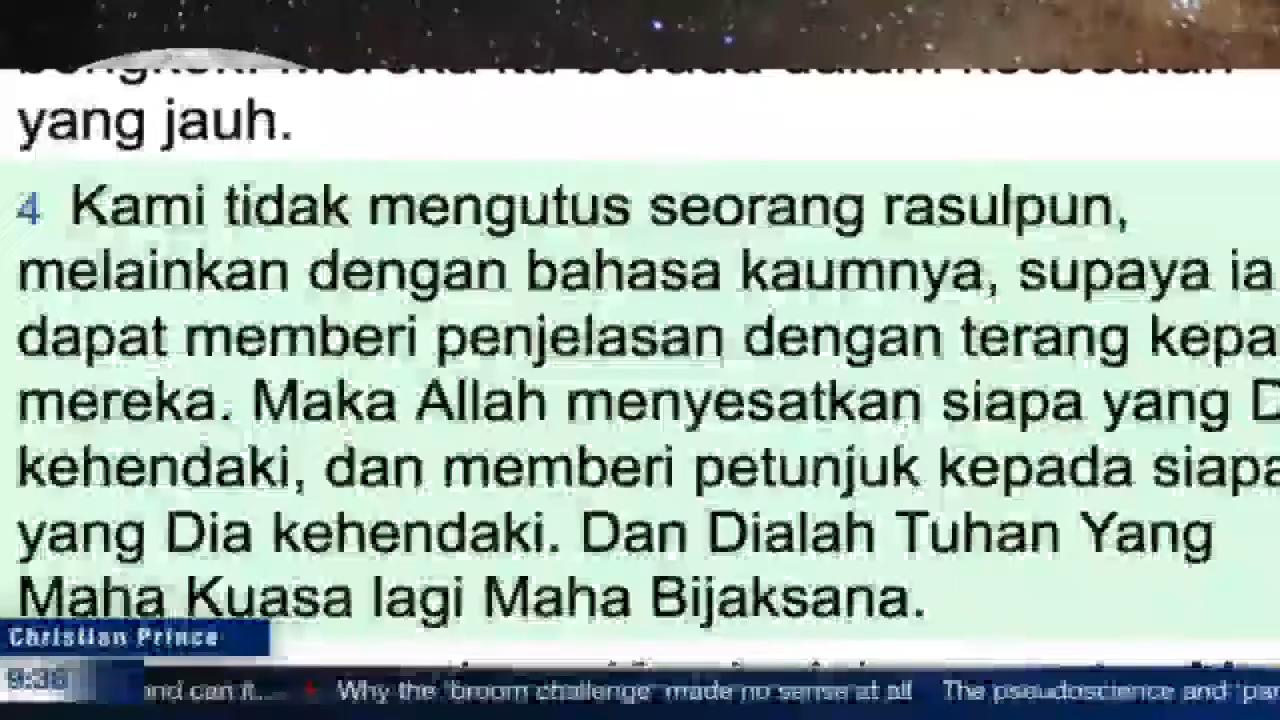 yang jauh.
4 Kami tidak mengutus seorang rasulpun,
melainkan dengan bahasa kaumnya, supaya ia
dapat memberi penjelasan dengan terang kepa
mereka. Maka Allah menyesatkan siapa yang D
kehendaki, dan memberi petunjuk kepada siapa
yang Dia kehendaki. Dan Dialah Tuhan Yang
Maha Kuasa lagi Maha Bijaksana.
Christian Prince
and can it... Why the 'broom challenge' made no sense at all The pseudoscience and